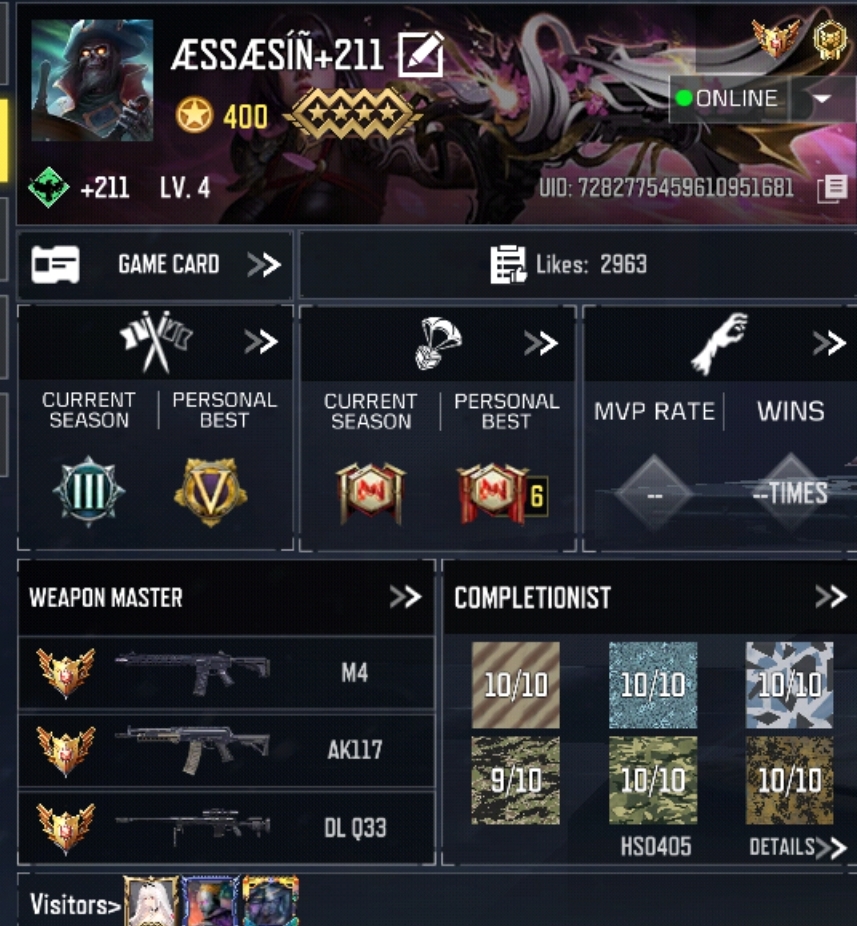 ÆSSÆSÍÑ+211
400
ONLINE
+211 LV. 4
UID: 7282775459610951681
GAME CARD
Likes: 2963
CURRENT SEASON
PERSONAL BEST
III
V
CURRENT SEASON
PERSONAL BEST
6
MVP RATE
WINS
--
--TIMES
WEAPON MASTER
M4
AK117
DL Q33
COMPLETIONIST
10/10 10/10 10/10
9/10 10/10 10/10
HS0405
DETAILS
Visitors>